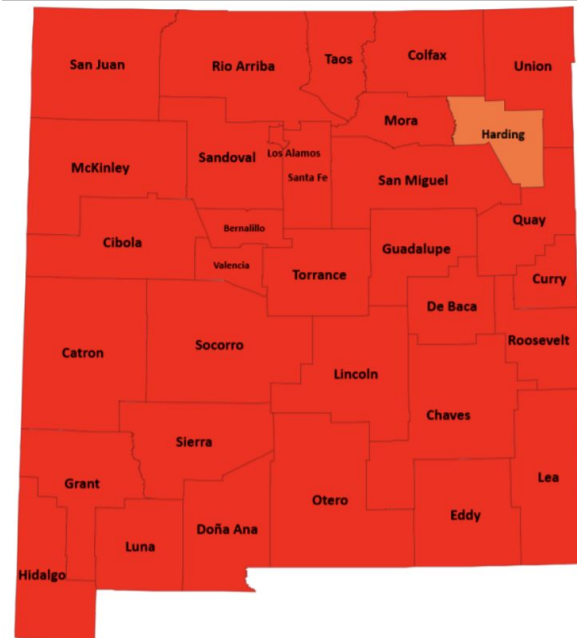 San Juan
Rio Arriba
Taos
Colfax
Union
Mora
Harding
McKinley
Sandoval
Los Alamos
Santa Fe
San Miguel
Quay
Cibola
Bernalillo
Valencia
Torrance
Guadalupe
Curry
De Baca
Roosevelt
Catron
Socorro
Lincoln
Chaves
Sierra
Grant
Otero
Lea
Eddy
Doña Ana
Luna
Hidalgo